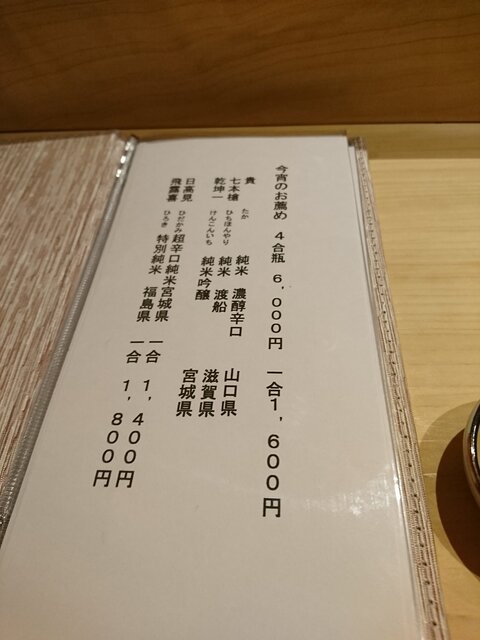 今宵のお薦め 4合瓶 6,000円 一合1,600円
貴 たか 純米 濃醇辛口 山口県
七本槍 ひちほんやり 純米 渡船 滋賀県
乾坤一 けんこんいち 純米吟醸 宮城県
日高見 ひだかみ 超辛口純米宮城県 一合 1,400円
飛露喜 ひろき 特別純米 福島県 一合 1,800円